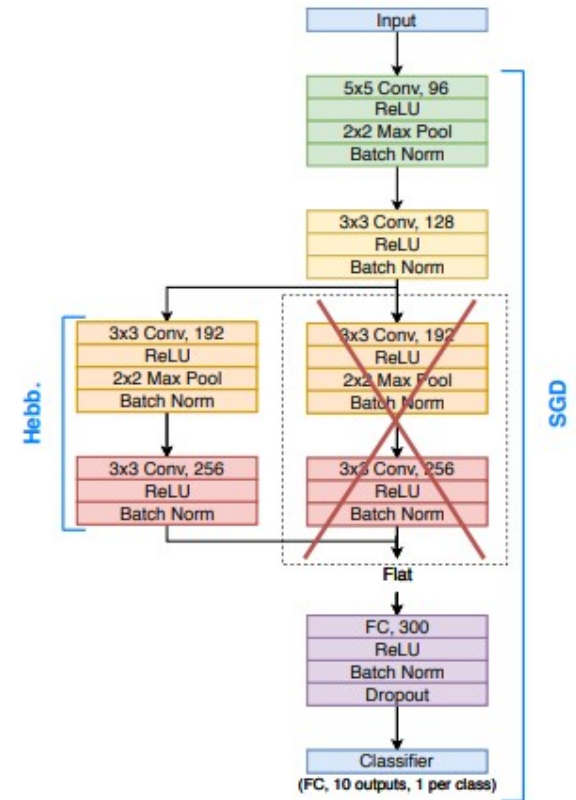 Input
5x5 Conv, 96
ReLU
2x2 Max Pool
Batch Norm
3x3 Conv, 128
ReLU
Batch Norm
Hebb.
3x3 Conv, 192
ReLU
2x2 Max Pool
Batch Norm
3x3 Conv, 256
ReLU
Batch Norm
3x3 Conv, 192
ReLU
2x2 Max Pool
Batch Norm
3x3 Conv, 256
ReLU
Batch Norm
SGD
Flat
FC, 300
ReLU
Batch Norm
Dropout
Classifier
(FC, 10 outputs, 1 per class)